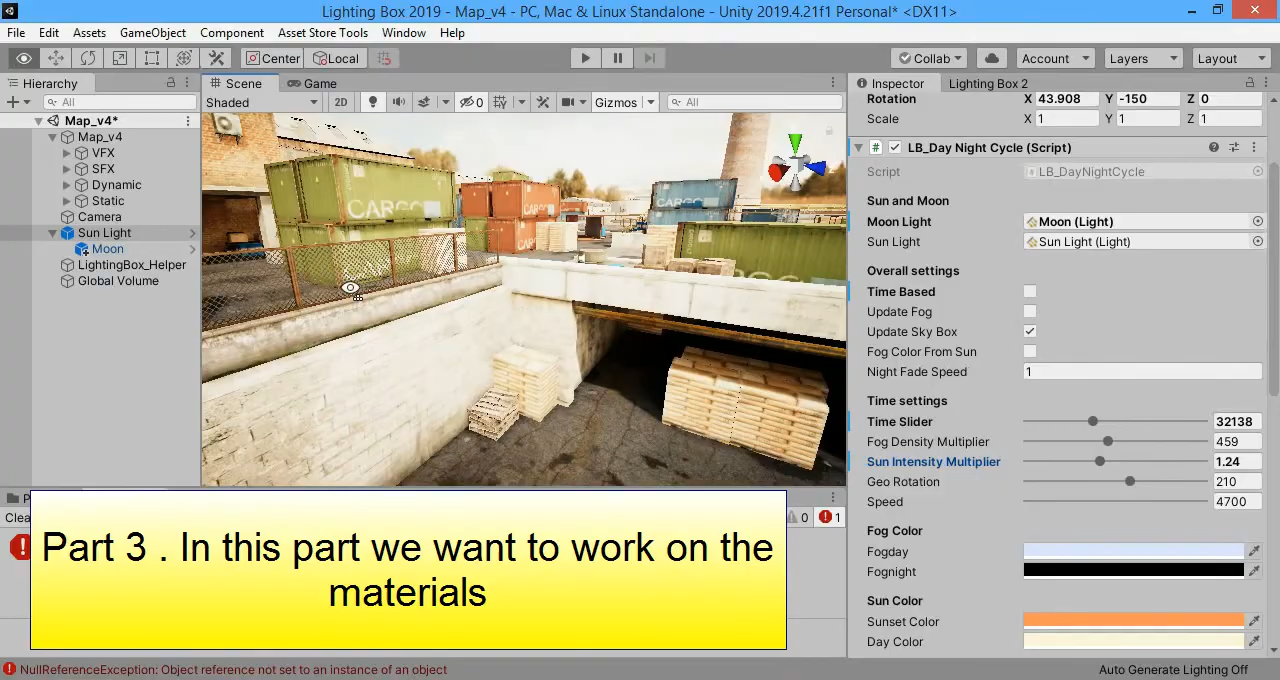 Lighting Box 2019 - Map_v4 - PC, Mac & Linux Standalone - Unity 2019.4.21f1 Personal* <DX11>
File Edit Assets GameObject Component Asset Store Tools Window Help
Center Local Collab Account Layers Layout
Hierarchy Scene Game Inspector Lighting Box 2
All Shaded 2D 0 Gizmos All
Rotation X 43.908 Y -150 Z 0
Scale X 1 Y 1 Z 1
Map_v4*
Map_v4
VFX
SFX
Dynamic
Static
Camera
Sun Light
Moon
LightingBox_Helper
Global Volume
CARGO
CARGO
CARGO
CARGO
LB_Day Night Cycle (Script)
Script LB_DayNightCycle
Sun and Moon
Moon Light Moon (Light)
Sun Light Sun Light (Light)
Overall settings
Time Based
Update Fog
Update Sky Box
Fog Color From Sun
Night Fade Speed 1
Time settings
Time Slider 32138
Fog Density Multiplier 459
Sun Intensity Multiplier 1.24
Geo Rotation 210
Speed 4700
Fog Color
Fogday
Fognight
Sun Color
Sunset Color
Day Color
P
Clea 0 1
Part 3 . In this part we want to work on the
materials
NullReferenceException: Object reference not set to an instance of an object
Auto Generate Lighting Off